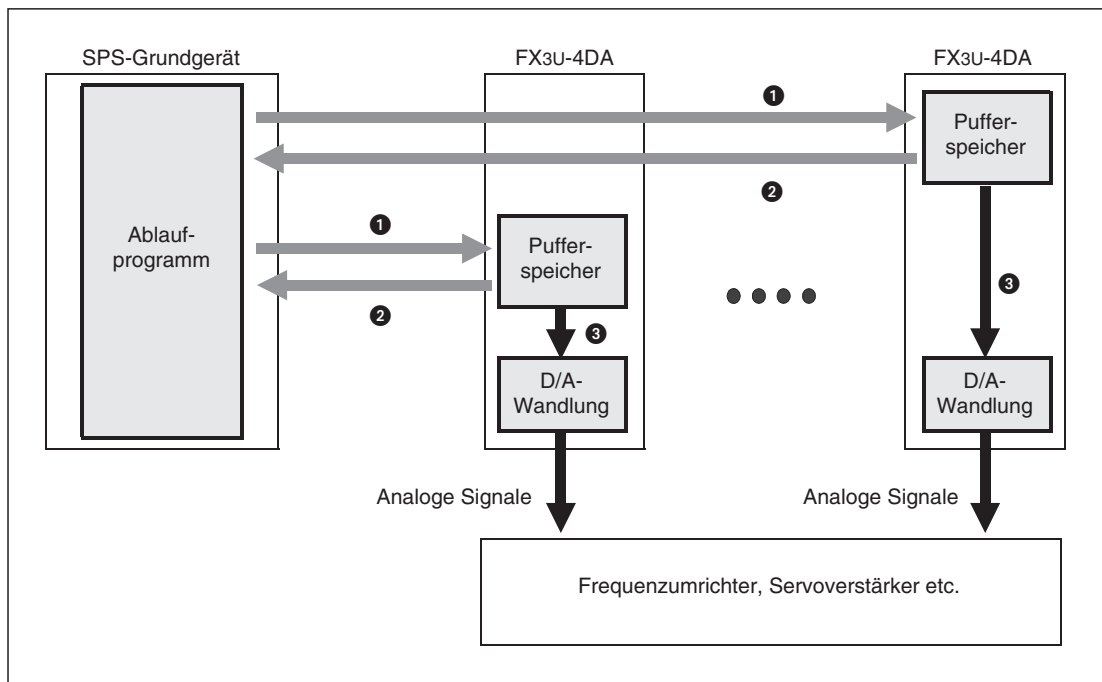 SPS-Grundgerät
FX3U-4DA
FX3U-4DA
❶
Puffer-
speicher
❷
Ablauf-
programm
❶
Puffer-
speicher
❷
❸
❸
D/A-
Wandlung
D/A-
Wandlung
Analoge Signale
Analoge Signale
Frequenzumrichter, Servoverstärker etc.